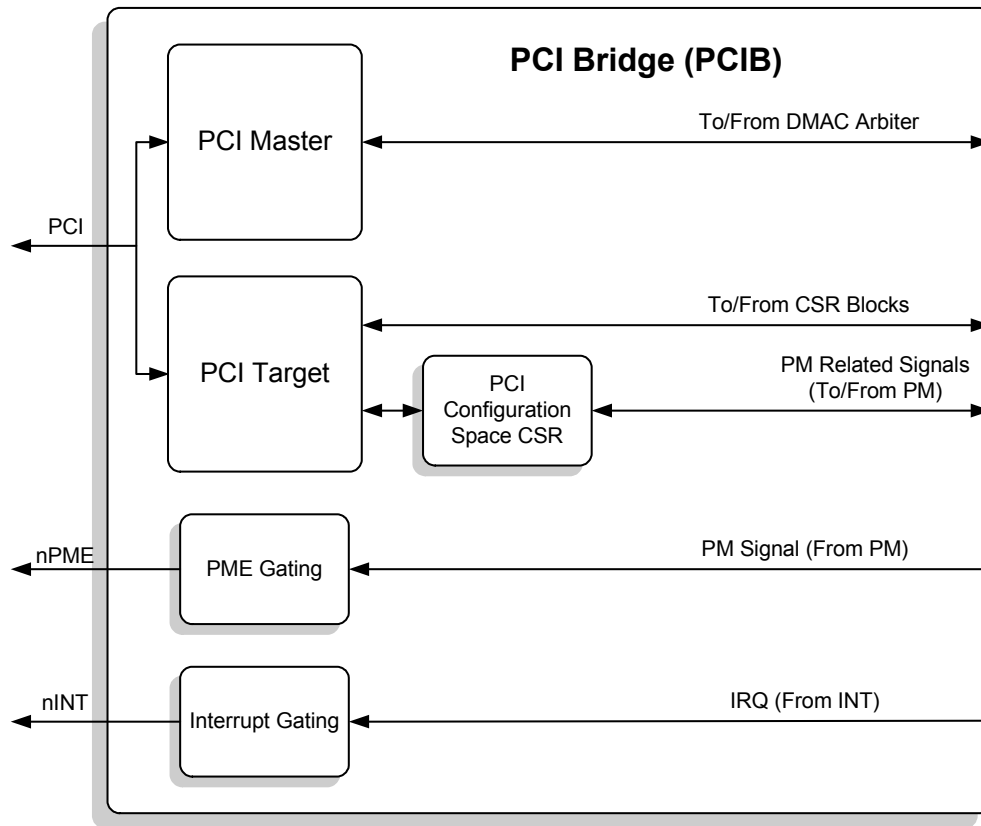 PCI Bridge (PCIB)
PCI Master
To/From DMAC Arbiter
PCI
PCI Target
To/From CSR Blocks
PCI
Configuration
Space CSR
PM Related Signals
(To/From PM)
nPME
PME Gating
PM Signal (From PM)
nINT
Interrupt Gating
IRQ (From INT)